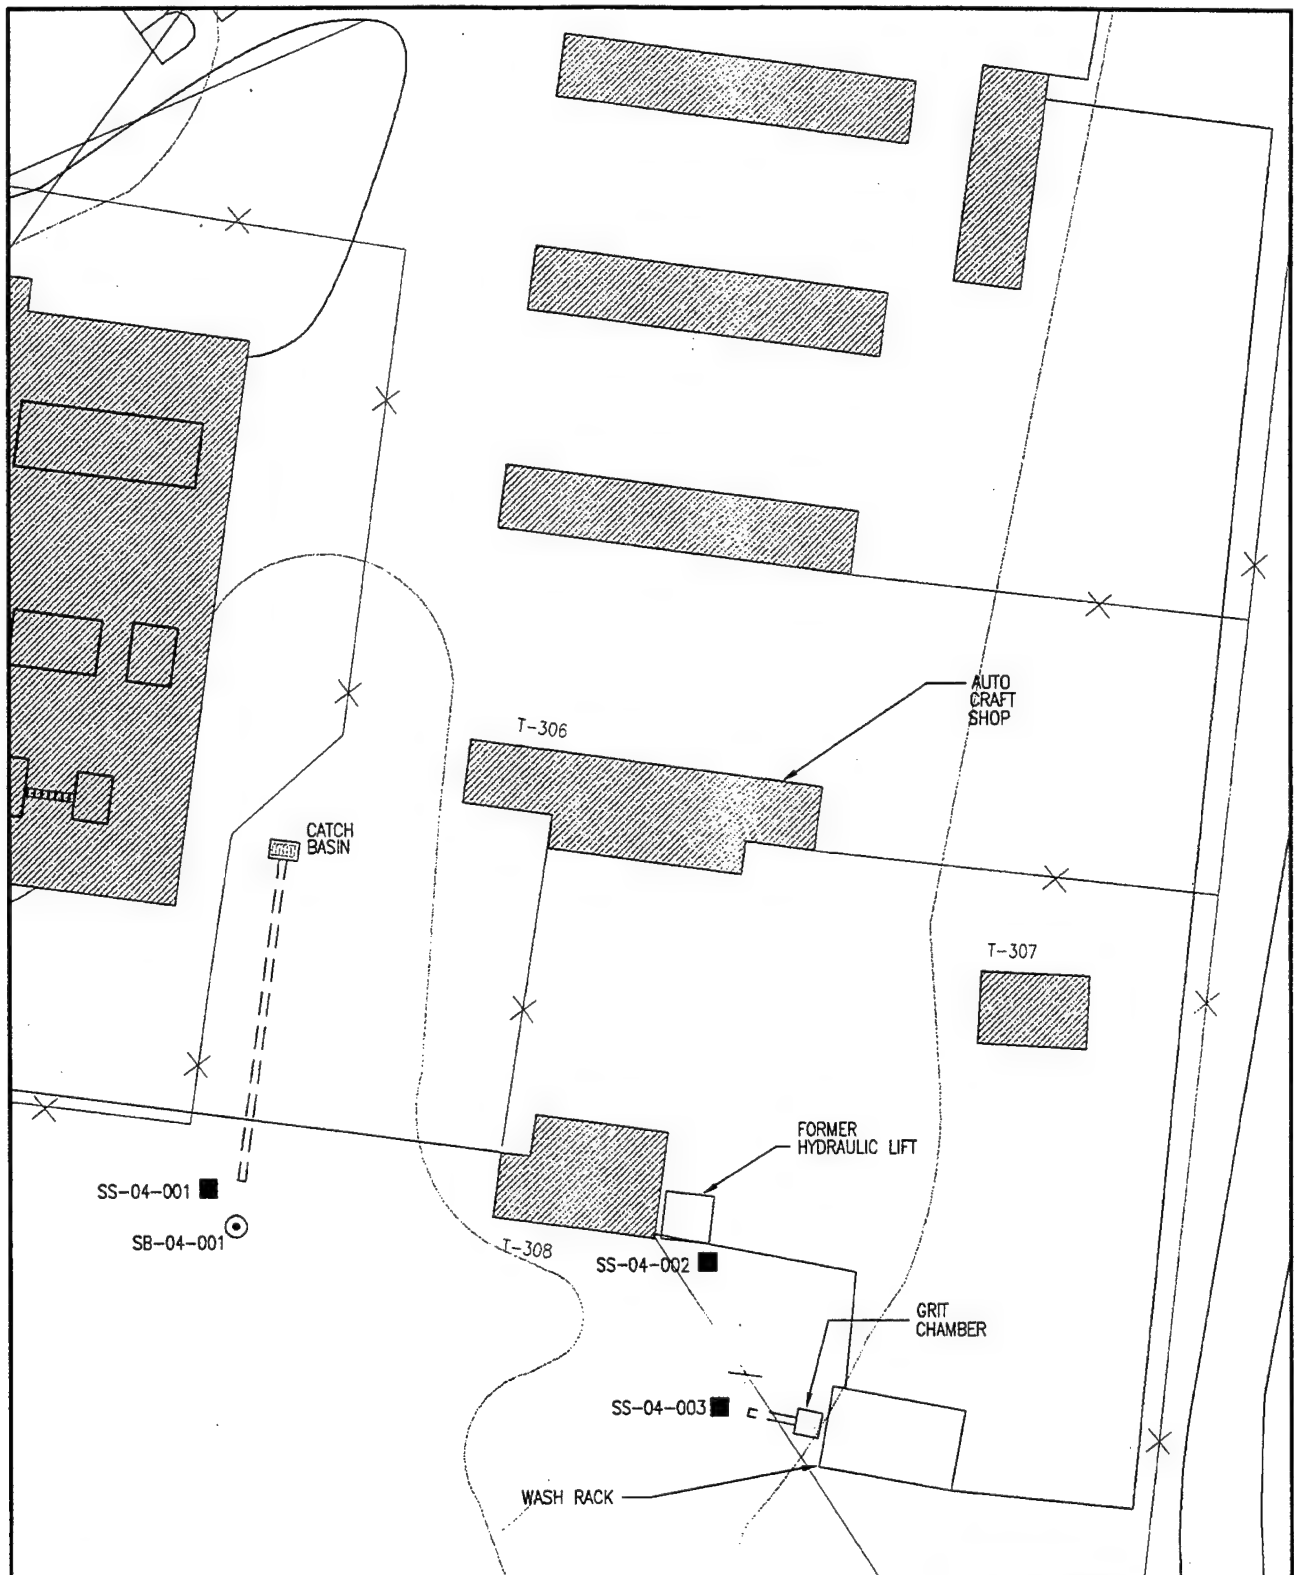 AUTO
CRAFT
SHOP
T-306
CATCH
BASIN
T-307
FORMER
HYDRAULIC LIFT
SS-04-001
SB-04-001
T-308
SS-04-002
GRIT
CHAMBER
SS-04-003
WASH RACK